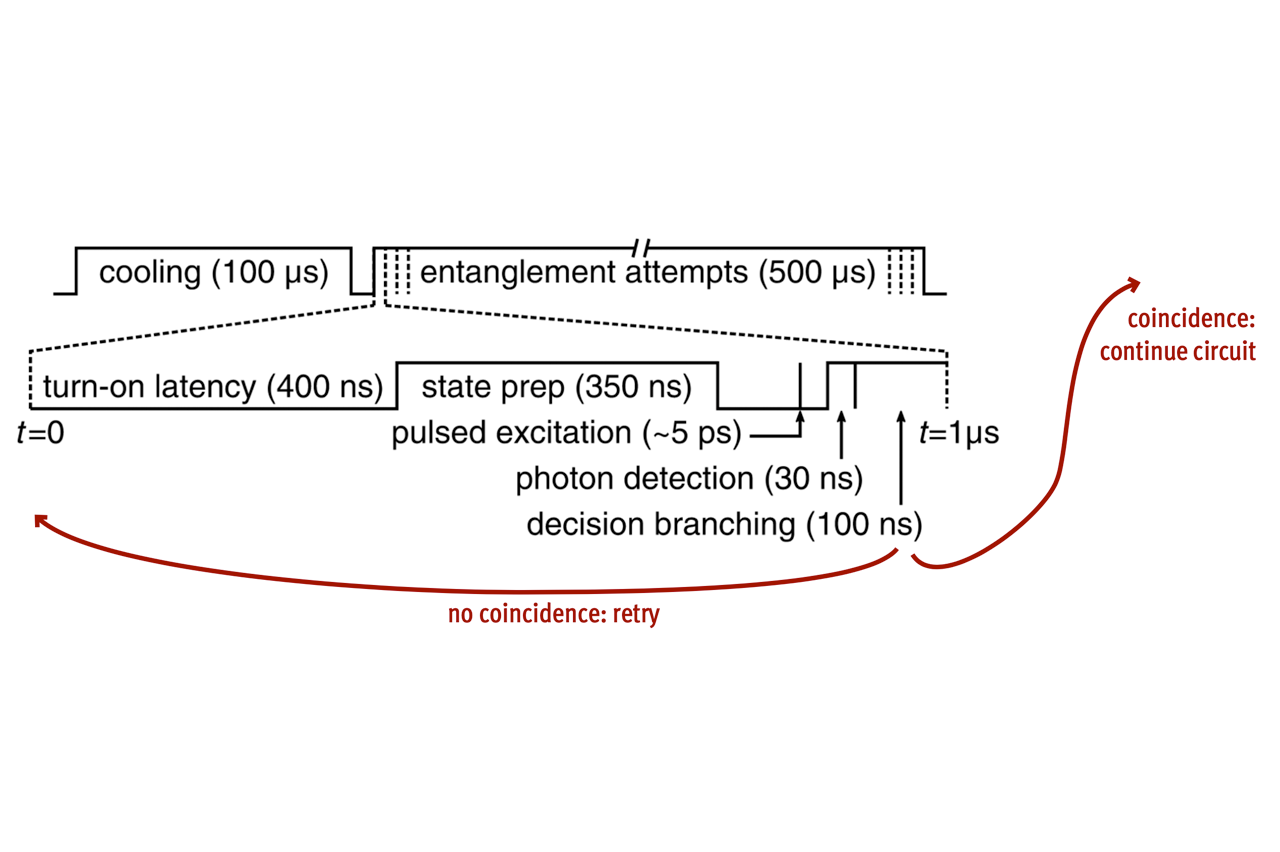 cooling (100 μs)
entanglement attempts (500 μs)
coincidence:
continue circuit
turn-on latency (400 ns)
state prep (350 ns)
t=0
pulsed excitation (~5 ps)
t=1μs
photon detection (30 ns)
decision branching (100 ns)
no coincidence: retry